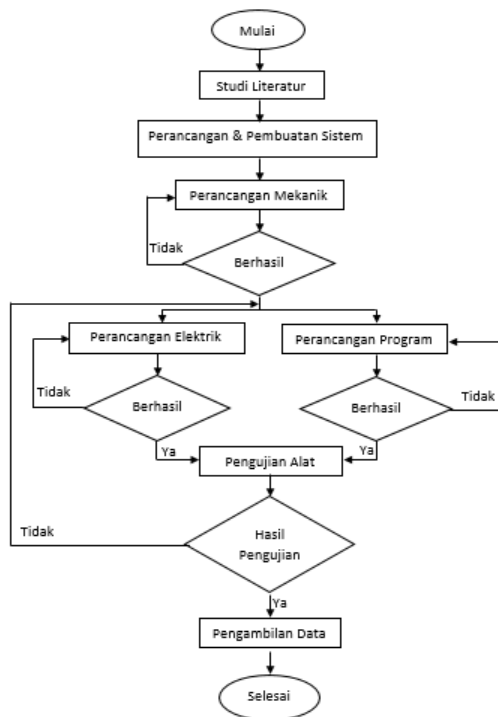 Mulai
Studi Literatur
Perancangan & Pembuatan Sistem
Perancangan Mekanik
Tidak
Berhasil
Perancangan Elektrik
Perancangan Program
Tidak
Berhasil
Berhasil
Tidak
Ya
Pengujian Alat
Ya
Tidak
Hasil
Pengujian
Ya
Pengambilan Data
Selesai